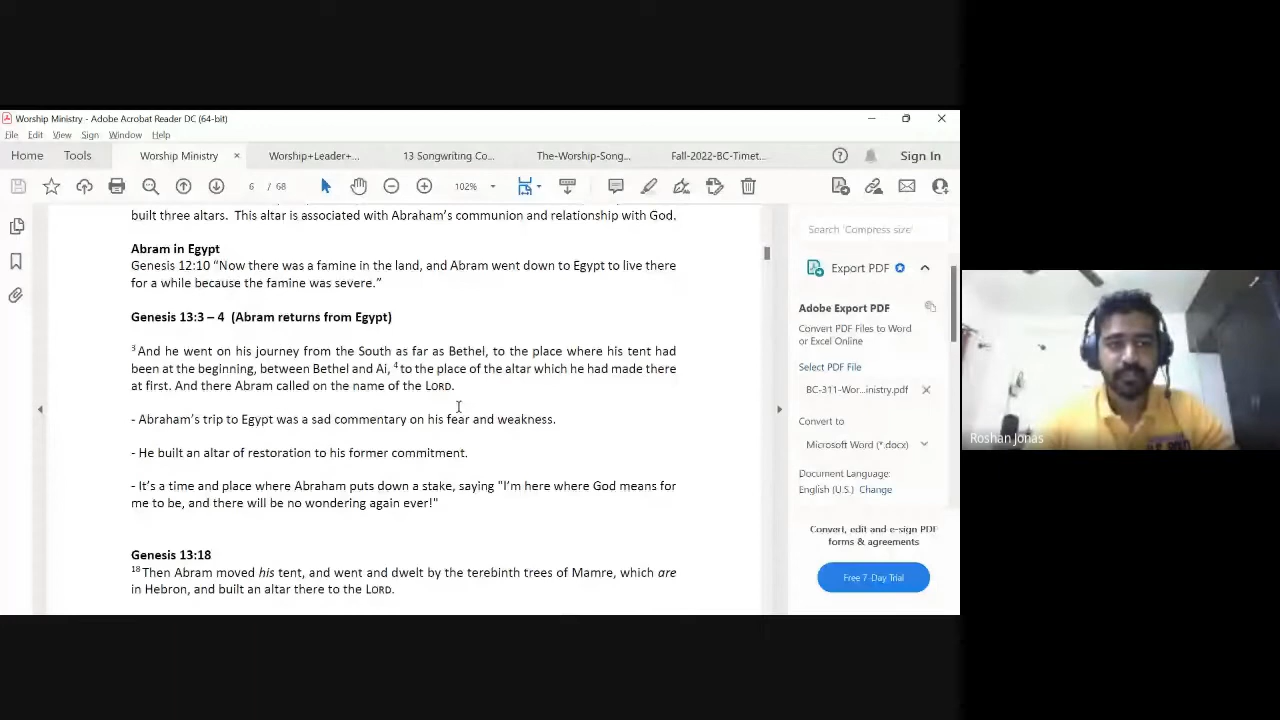 Worship Ministry - Adobe Acrobat Reader DC (64-bit)
File Edit View Sign Window Help
Home Tools Worship Ministry × Worship+Leader+... 13 Songwriting Co... The-Worship-Song... Fall-2022-BC-Timet... Sign In
6 / 68 102%
built three altars. This altar is associated with Abraham's communion and relationship with God.
Abram in Egypt
Genesis 12:10 “Now there was a famine in the land, and Abram went down to Egypt to live there
for a while because the famine was severe.”
Genesis 13:3 – 4 (Abram returns from Egypt)
3 And he went on his journey from the South as far as Bethel, to the place where his tent had
been at the beginning, between Bethel and Ai, 4 to the place of the altar which he had made there
at first. And there Abram called on the name of the LORD.
- Abraham's trip to Egypt was a sad commentary on his fear and weakness.
- He built an altar of restoration to his former commitment.
- It's a time and place where Abraham puts down a stake, saying "I'm here where God means for
me to be, and there will be no wondering again ever!"
Genesis 13:18
18 Then Abram moved his tent, and went and dwelt by the terebinth trees of Mamre, which are
in Hebron, and built an altar there to the LORD.
Search 'Compress size'
Export PDF
Adobe Export PDF
Convert PDF Files to Word
or Excel Online
Select PDF File
BC-311-Wor...inistry.pdf
Convert to
Microsoft Word (*.docx)
Document Language:
English (U.S.) Change
Convert, edit and e-sign PDF
forms & agreements
Free 7-Day Trial
Roshan Jonas